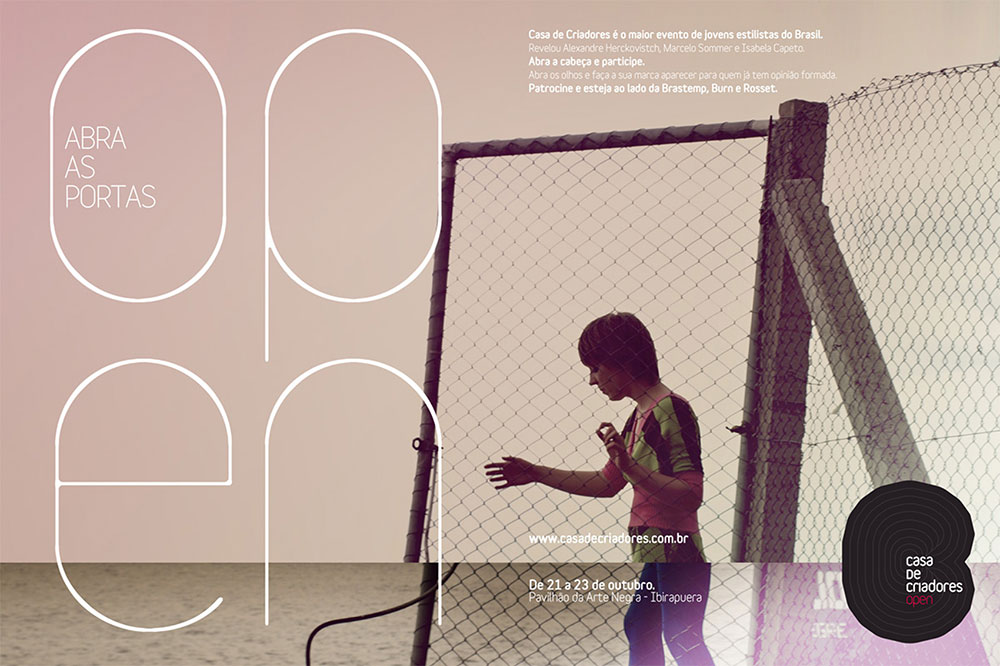 open
ABRA
AS
PORTAS
Casa de Criadores é o maior evento de jovens estilistas do Brasil.
Revelou Alexandre Herckovistch, Marcelo Sommer e Isabela Capeto.
Abra a cabeça e participe.
Abra os olhos e faça a sua marca aparecer para quem já tem opinião formada.
Patrocine e esteja ao lado da Brastemp, Burn e Rosset.
www.casadecriadores.com.br
De 21 a 23 de outubro.
Pavilhão da Arte Negra - Ibirapuera
casa
de
criadores
open